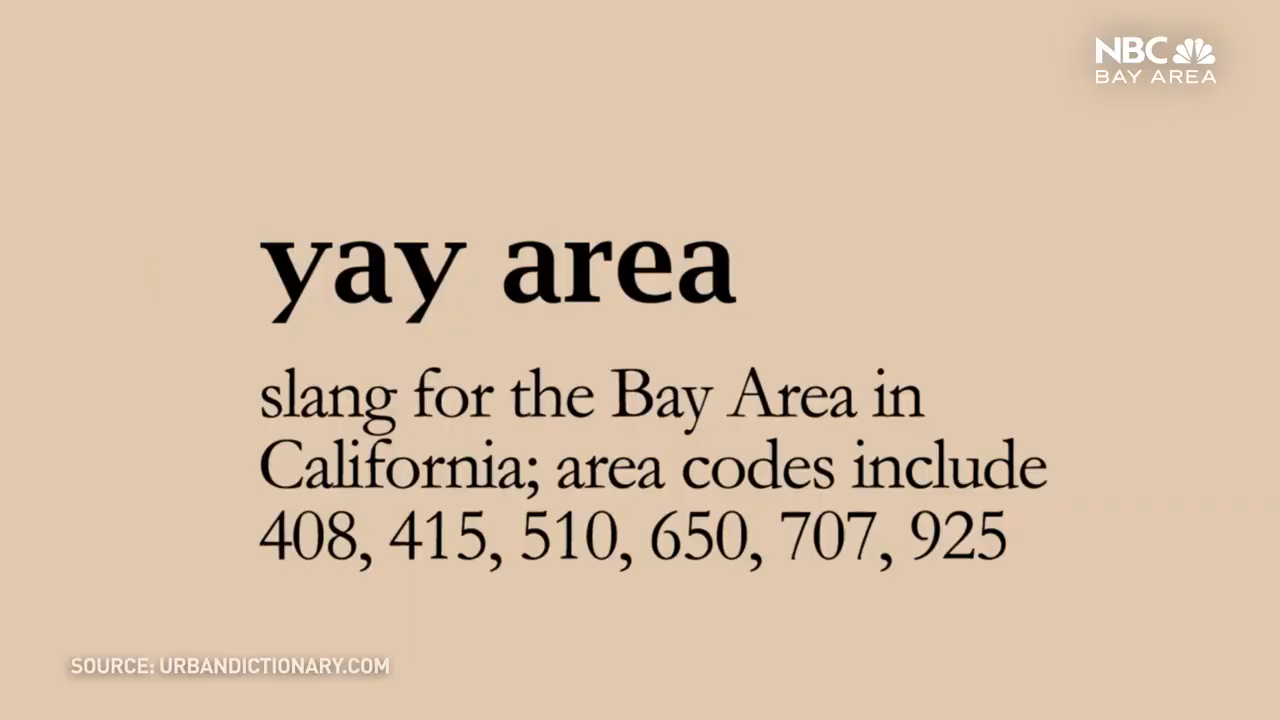 NBC
BAY AREA
yay area
slang for the Bay Area in
California; area codes include
408, 415, 510, 650, 707, 925
SOURCE: URBANDICTIONARY.COM